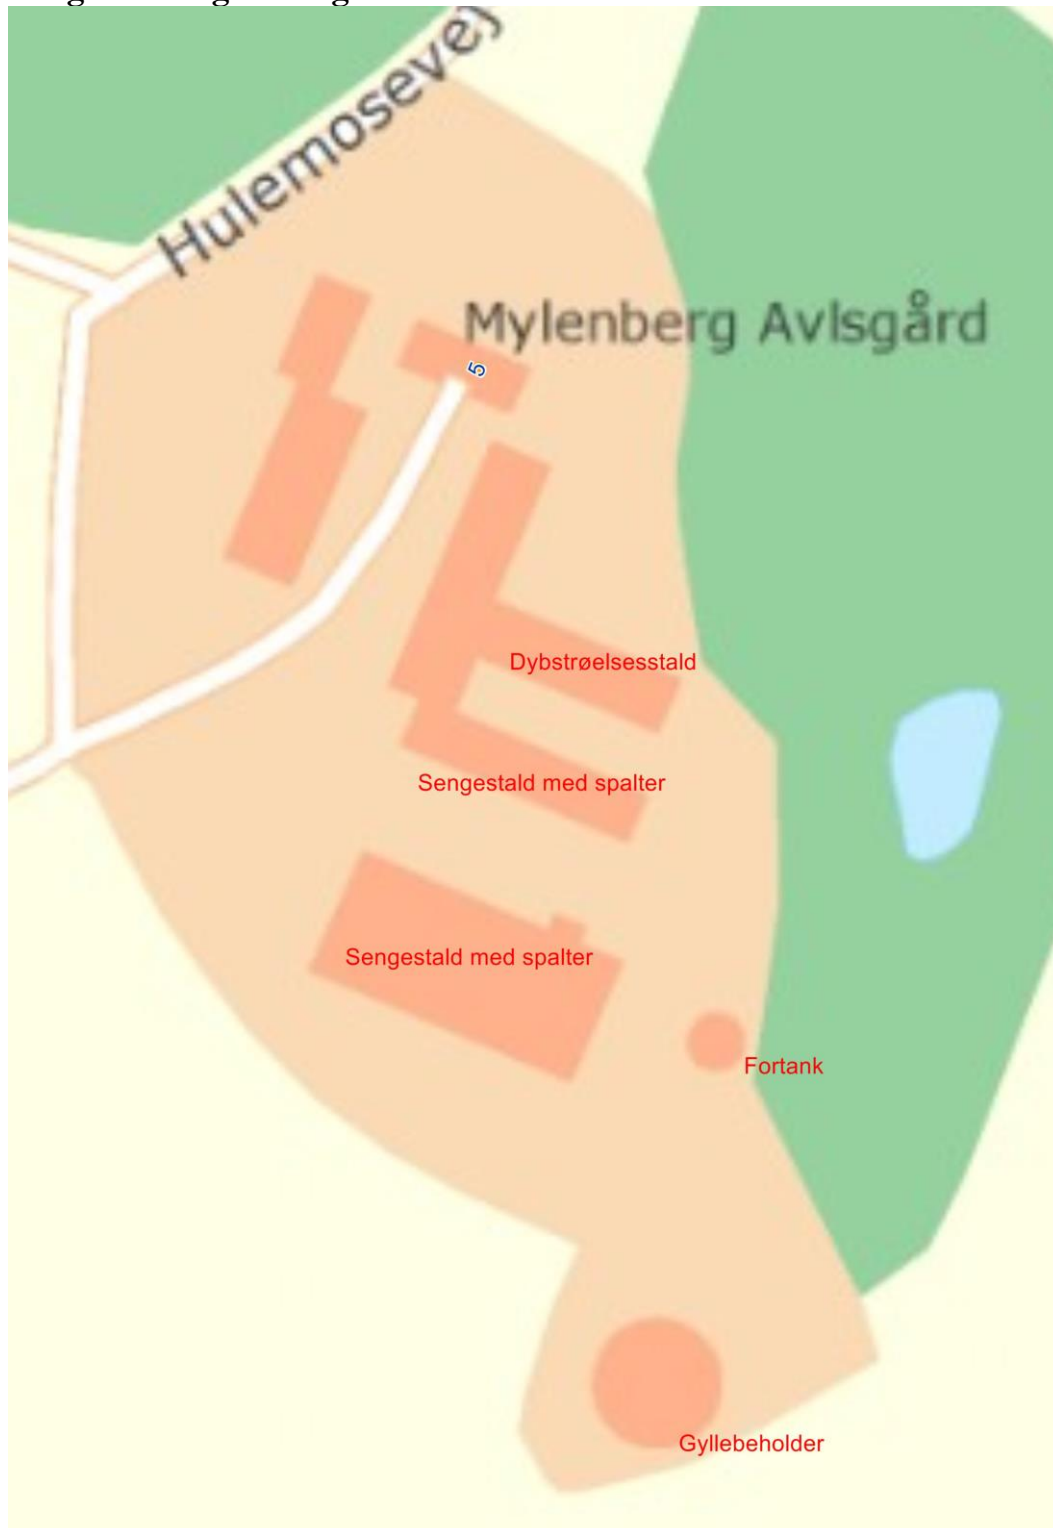 Hulemosevej
Mylenberg Avlsgård
5
Dybstrøelsesstald
Sengestald med spalter
Sengestald med spalter
Fortank
Gyllebeholder